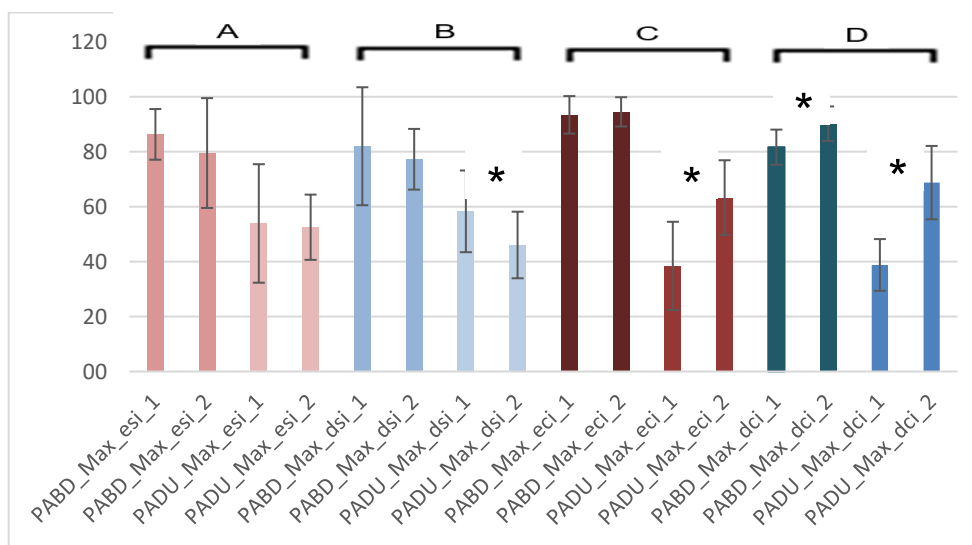 A B C D
120
100
80
60
40
20
00
* * * *
PABD_Max_esi_1
PABD_Max_esi_2
PADU_Max_esi_1
PADU_Max_esi_2
PABD_Max_dsi_1
PABD_Max_dsi_2
PADU_Max_dsi_1
PADU_Max_dsi_2
PABD_Max_eci_1
PABD_Max_eci_2
PADU_Max_eci_1
PADU_Max_eci_2
PABD_Max_dci_1
PABD_Max_dci_2
PADU_Max_dci_1
PADU_Max_dci_2